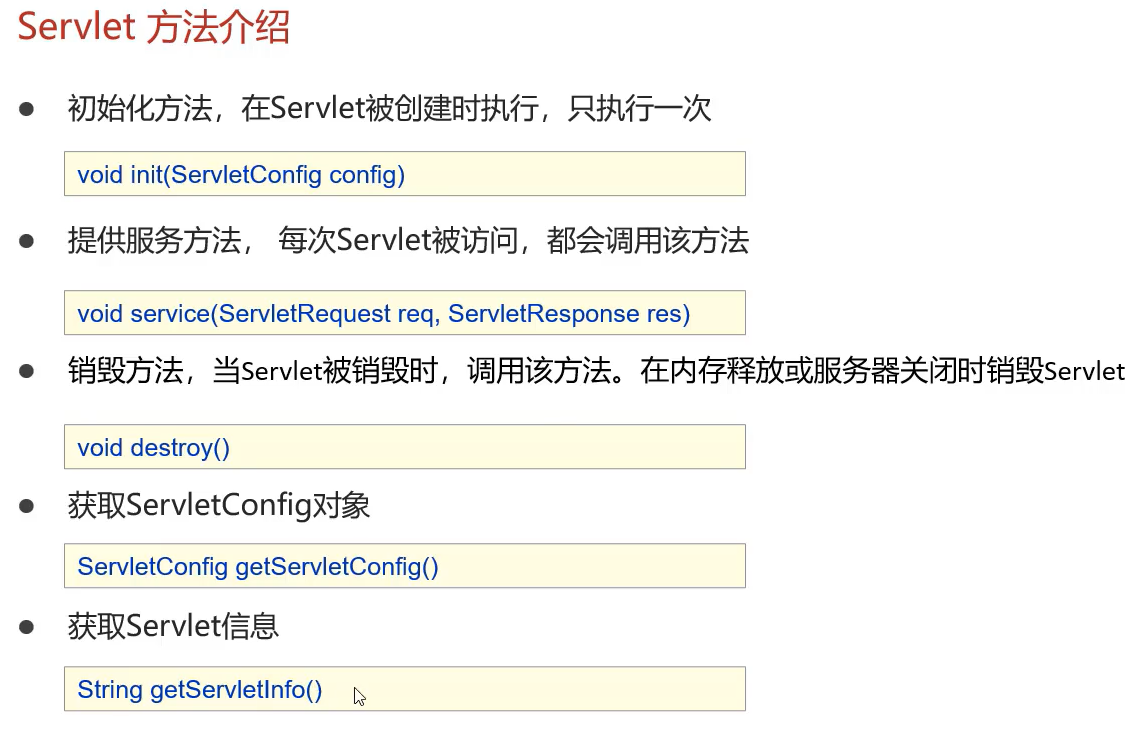 Servlet 方法介绍
● 初始化方法，在Servlet被创建时执行，只执行一次
void init(ServletConfig config)
● 提供服务方法， 每次Servlet被访问，都会调用该方法
void service(ServletRequest req, ServletResponse res)
● 销毁方法，当Servlet被销毁时，调用该方法。在内存释放或服务器关闭时销毁Servlet
void destroy()
● 获取ServletConfig对象
ServletConfig getServletConfig()
● 获取Servlet信息
String getServletInfo()